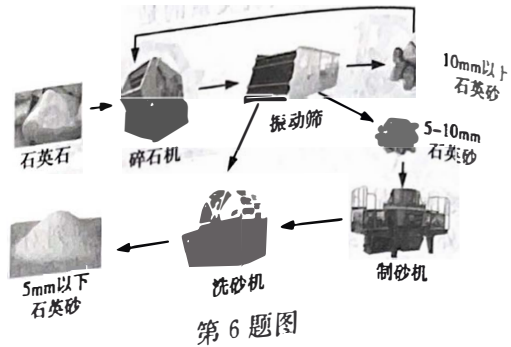 10mm以下
石英砂
5-10mm
石英砂
振动筛
石英石
碎石机
制砂机
洗砂机
5mm以下
石英砂
第6题图